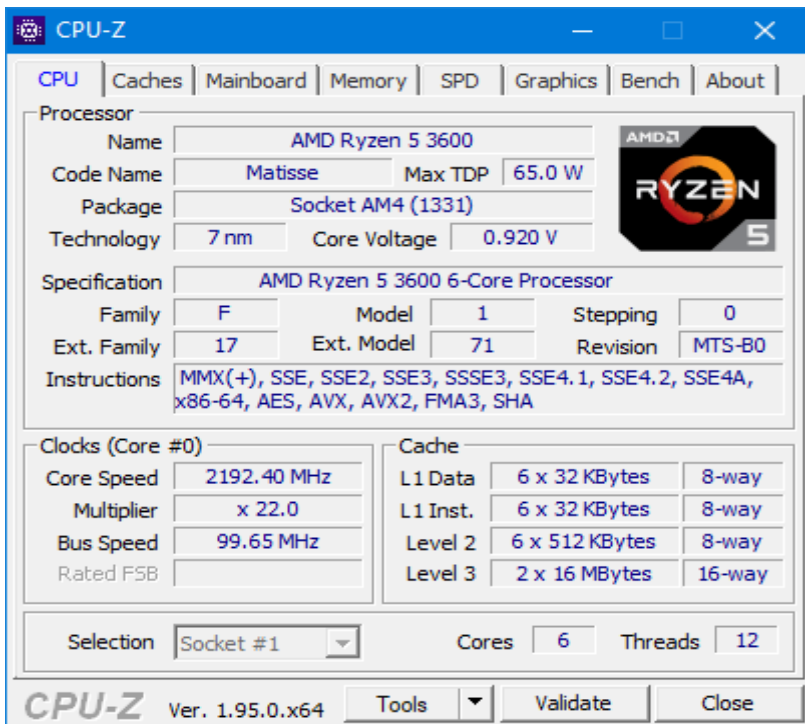 CPU-Z
CPU Caches Mainboard Memory SPD Graphics Bench About
Processor
Name AMD Ryzen 5 3600
Code Name Matisse Max TDP 65.0 W
Package Socket AM4 (1331)
Technology 7 nm Core Voltage 0.920 V
AMD
RYZEN
5
Specification AMD Ryzen 5 3600 6-Core Processor
Family F Model 1 Stepping 0
Ext. Family 17 Ext. Model 71 Revision MTS-B0
Instructions MMX(+), SSE, SSE2, SSE3, SSSE3, SSE4.1, SSE4.2, SSE4A,
x86-64, AES, AVX, AVX2, FMA3, SHA
Clocks (Core #0)
Core Speed 2192.40 MHz
Multiplier x 22.0
Bus Speed 99.65 MHz
Rated FSB
Cache
L1 Data 6 x 32 KBytes 8-way
L1 Inst. 6 x 32 KBytes 8-way
Level 2 6 x 512 KBytes 8-way
Level 3 2 x 16 MBytes 16-way
Selection Socket #1 Cores 6 Threads 12
CPU-Z Ver. 1.95.0.x64 Tools Validate Close